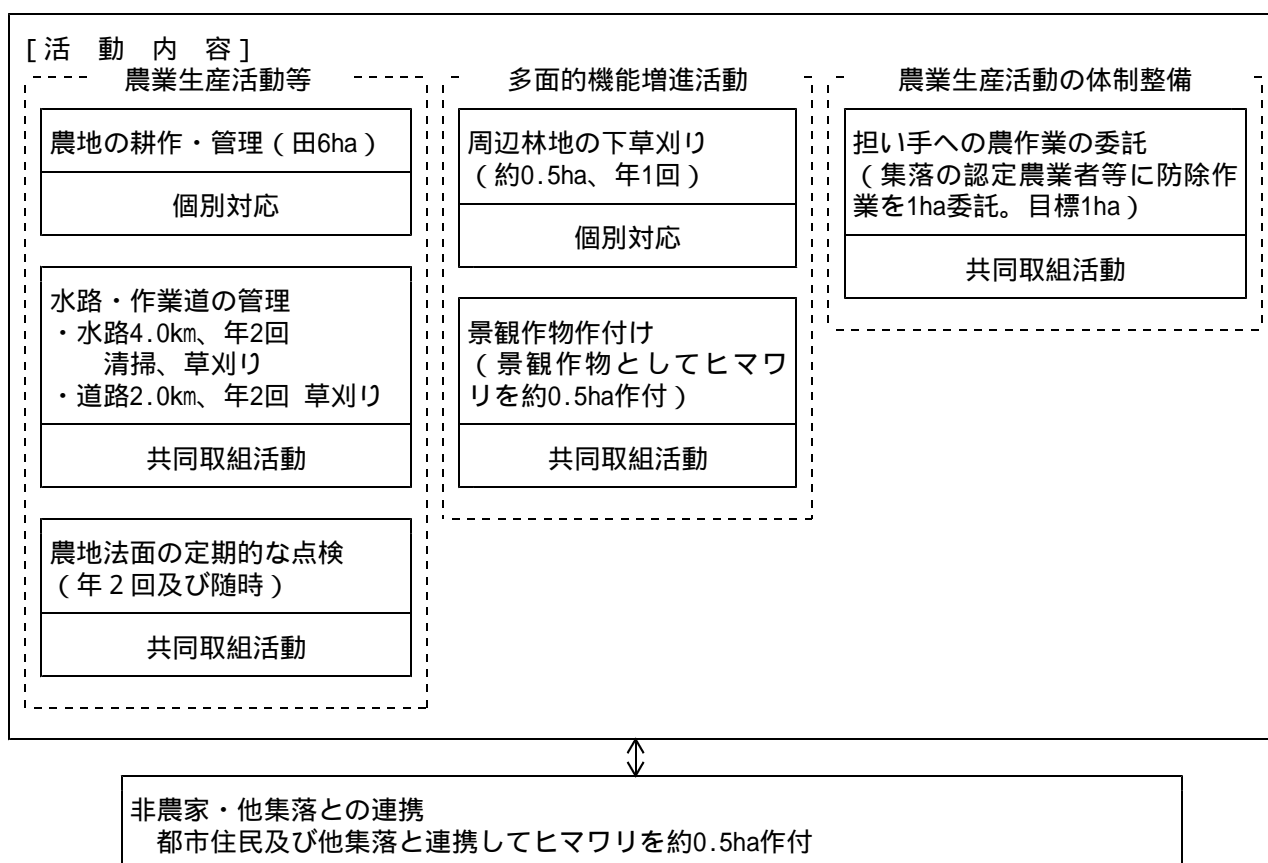 [活 動 内 容]
農業生産活動等
農地の耕作・管理(田6ha)
個別対応
水路・作業道の管理
・水路4.0㎞、年2回
清掃、草刈り
・道路2.0㎞、年2回 草刈り
共同取組活動
農地法面の定期的な点検
(年2回及び随時)
共同取組活動
多面的機能増進活動
周辺林地の下草刈り
(約0.5ha、年1回)
個別対応
景観作物作付け
(景観作物としてヒマワ
リを約0.5ha作付)
共同取組活動
農業生産活動の体制整備
担い手への農作業の委託
(集落の認定農業者等に防除作
業を1ha委託。目標1ha)
共同取組活動
非農家・他集落との連携
都市住民及び他集落と連携してヒマワリを約0.5ha作付